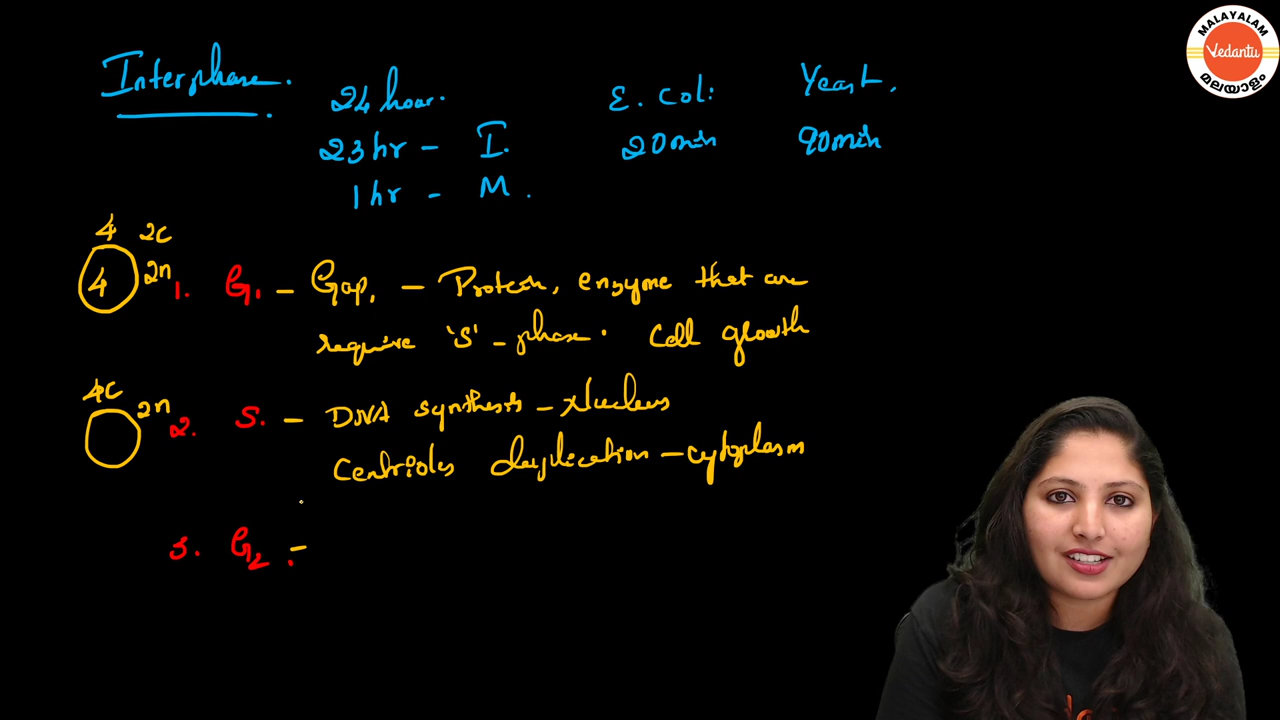 MALAYALAM
Vedantu
മലയാളം
Interphase.
24 hour.
E. coli
Yeast.
23 hr - I.
20 min
90 min
1 hr - M.
4 2C
4 2n
1. G1 - Gap1 - Protein, enzyme that are
require 'S' - phase. Cell growth
4C
2n
2. S. - DNA synthesis - Nucleus
Centrioles duplication - cytoplasm
3. G2 -